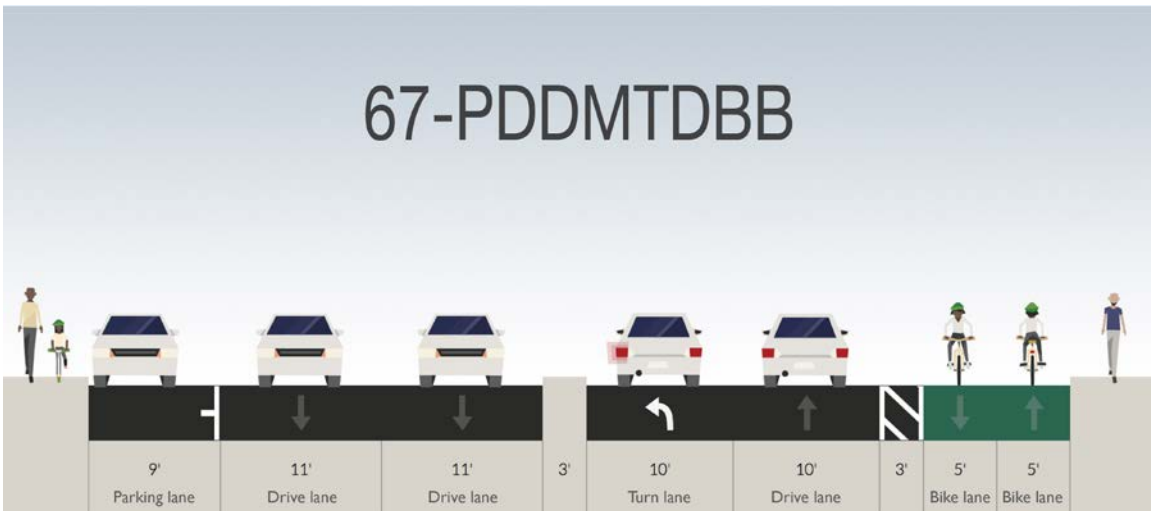 67-PDDMTDBB
9' 11' 11' 3' 10' 10' 3' 5' 5'
Parking lane Drive lane Drive lane Turn lane Drive lane Bike lane Bike lane